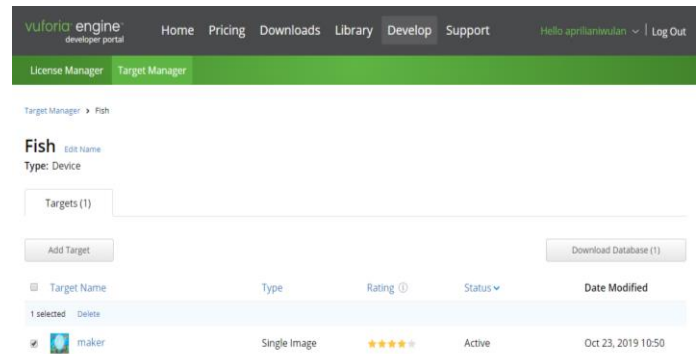 vuforia engine Home Pricing Downloads Library Develop Support Hello aprilianiwulan | Log Out
developer portal
License Manager Target Manager
Target Manager > Fish
Fish Edit Name
Type: Device
Targets (1)
Add Target Download Database (1)
Target Name Type Rating Status Date Modified
1 selected Delete
maker Single Image Active Oct 23, 2019 10:50